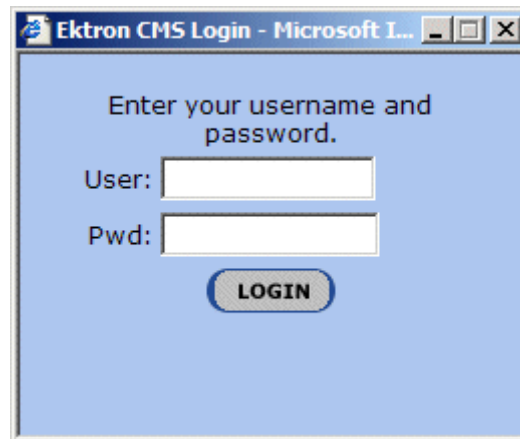 Ektron CMS Login - Microsoft I...
Enter your username and
password.
User:
Pwd:
LOGIN